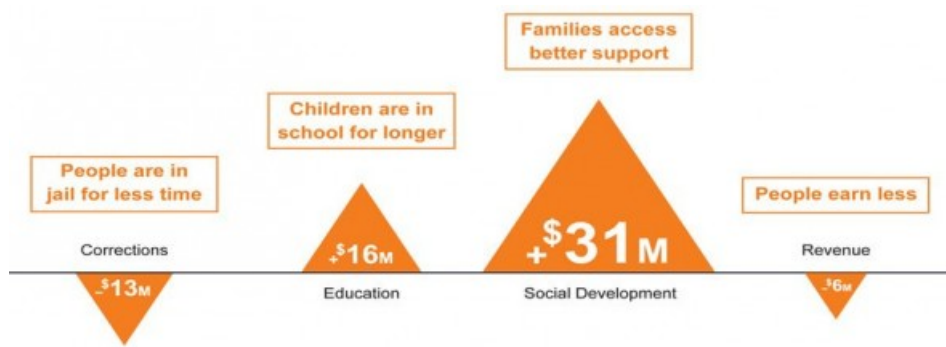 Families access
better support
Children are in
school for longer
People are in
jail for less time
People earn less
Corrections
+$16M
+$31M
Revenue
-$13M
Education
Social Development
-$6M